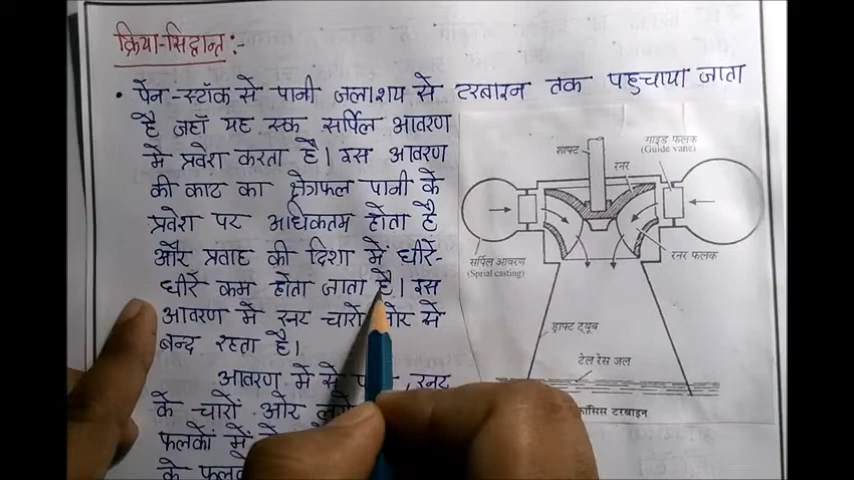 क्रिया-सिद्धान्त:-
• पेन-स्टॉक से पानी जलाशय से टरबाइन तक पहुचाया जाता
है जहाँ यह एक सर्पिल आवरण
मे प्रवेश करता है। इस आवरण
की काट का क्षेत्रफल पानी के
प्रवेश पर अधिकतम होता है
और प्रवाह की दिशा में धीरे-
धीरे कम होता जाता है। इस
आवरण में रनर चारों ओर से
बन्द रहता है।
आवरण में से , रनर
के चारों ओर
फलकों में
के
शाफ्ट
गाइड फलक
(Guide vane)
रनर
सर्पिल आवरण
(Sprial casting)
रनर फलक
ड्राफ्ट ट्यूब
टेल रेस जल
फ्रांसिस टरबाइन